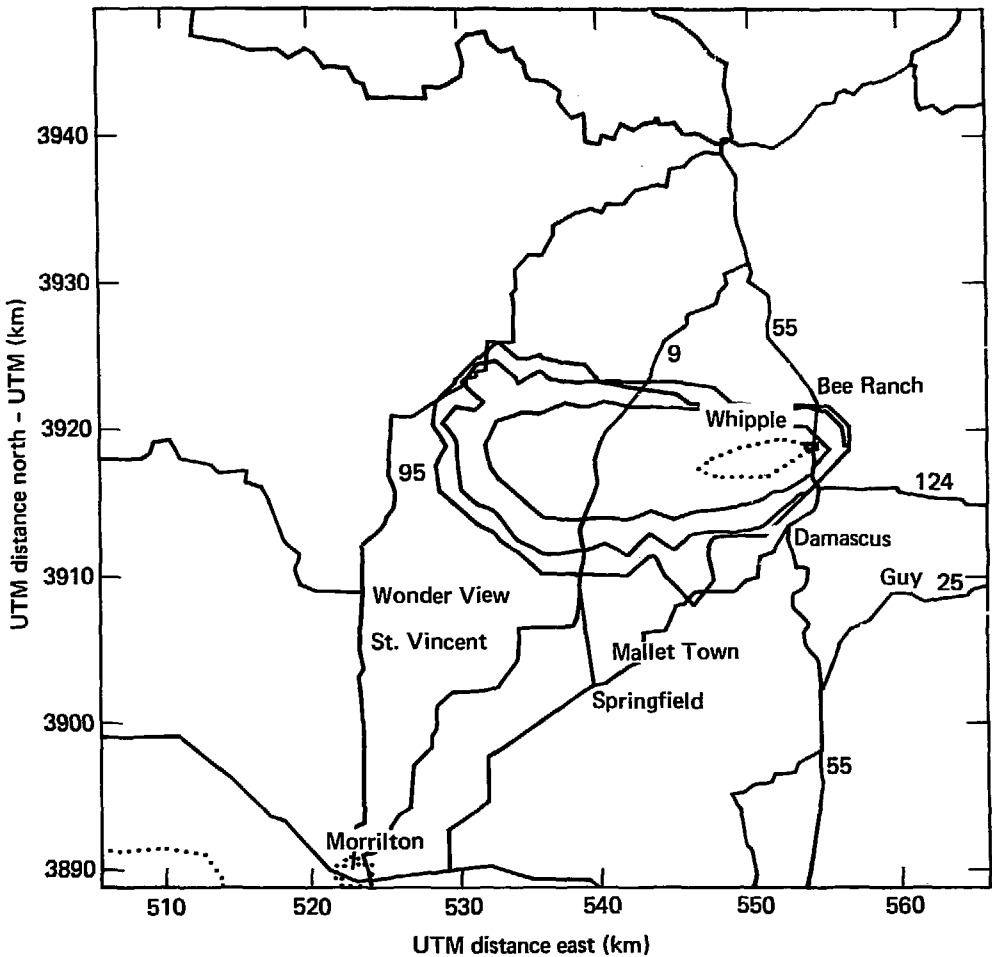 3940
3930
55
9
Bee Ranch
Whipple
3920
95
124
Damascus
3910
Guy 25
Wonder View
St. Vincent
Mallet Town
Springfield
3900
55
Morrilton
3890
510 520 530 540 550 560
UTM distance east (km)
UTM distance north – UTM (km)